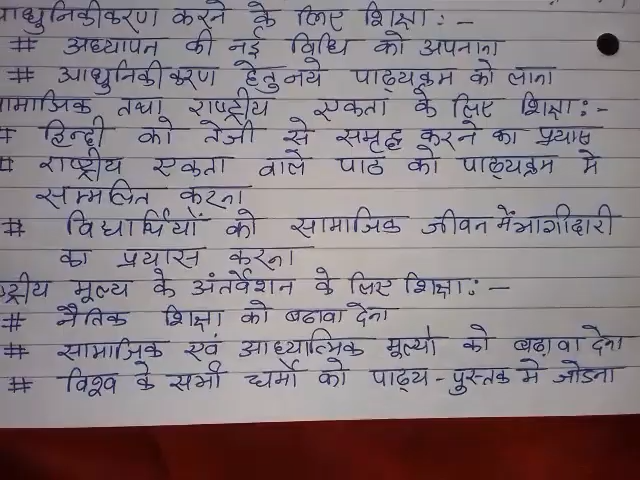 ाधुनिकीकरण करने के लिए शिक्षा : -
# अध्यापन की नई विधि को अपनाना
# आधुनिकीकरण हेतु नये पाठ्यक्रम को लाना
ामाजिक तथा राष्ट्रीय एकता के लिए शिक्षा : -
# हिन्दी को तेजी से समृद्ध करने का प्रयास
# राष्ट्रीय एकता वाले पाठ को पाठ्यक्रम मे
सम्मलित करना
# विद्यार्थियों को सामाजिक जीवन में भागीदारी
का प्रयास करना
ष्ट्रीय मूल्य के अंतर्वेशन के लिए शिक्षा : -
# नैतिक शिक्षा को बढावा देना
# सामाजिक एवं आध्यात्मिक मूल्यो को बढ़ावा देना
# विश्व के सभी धर्मो को पाठ्य - पुस्तक मे जोडना